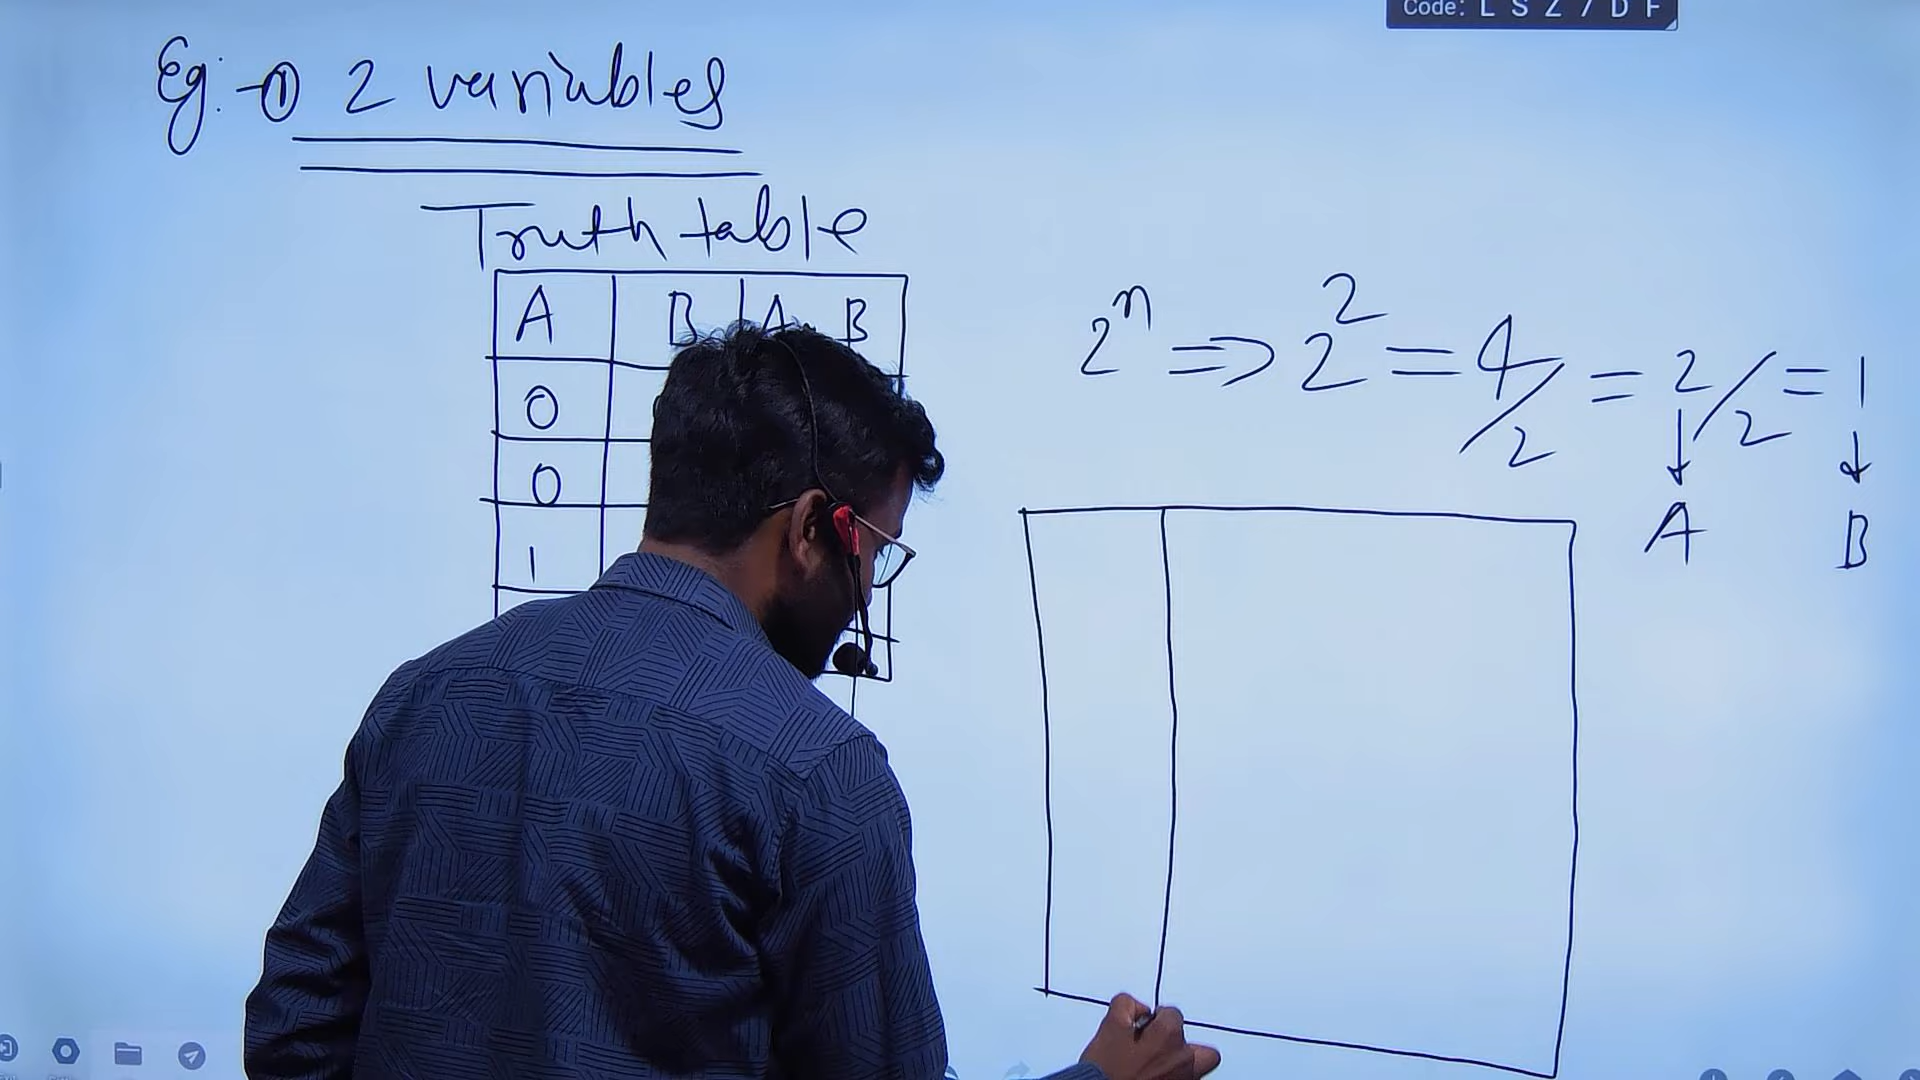 Code: L S Z 7 D F
Eg:- ① 2 variables
Truth table
A B A · B
0
0
1
2ⁿ => 2² = 4/2 = 2/2 = 1
A B